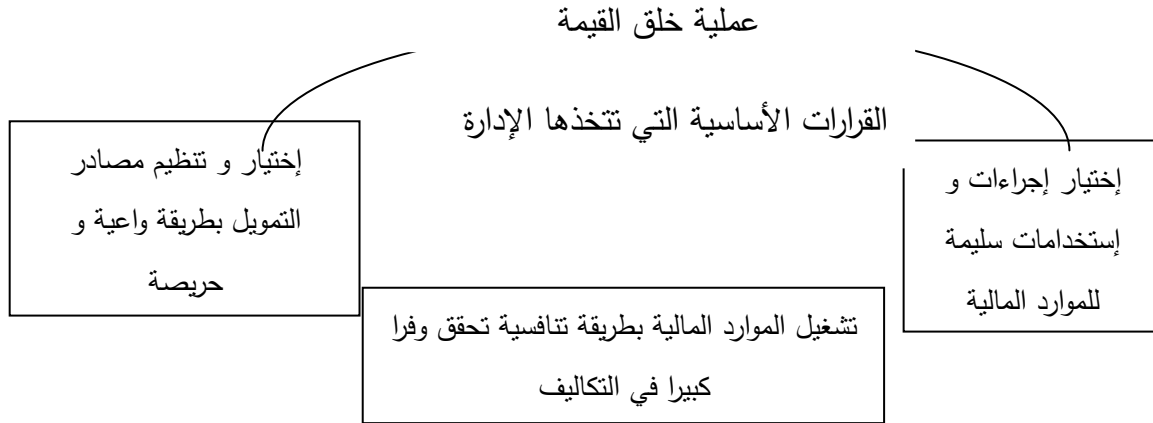 عملية خلق القيمة
القرارات الأساسية التي تتخذها الإدارة
إختيار إجراءات و
إستخدامات سليمة
للموارد المالية
إختيار و تنظيم مصادر
التمويل بطريقة واعية و
حريصة
تشغيل الموارد المالية بطريقة تنافسية تحقق وفرا
كبيرا في التكاليف